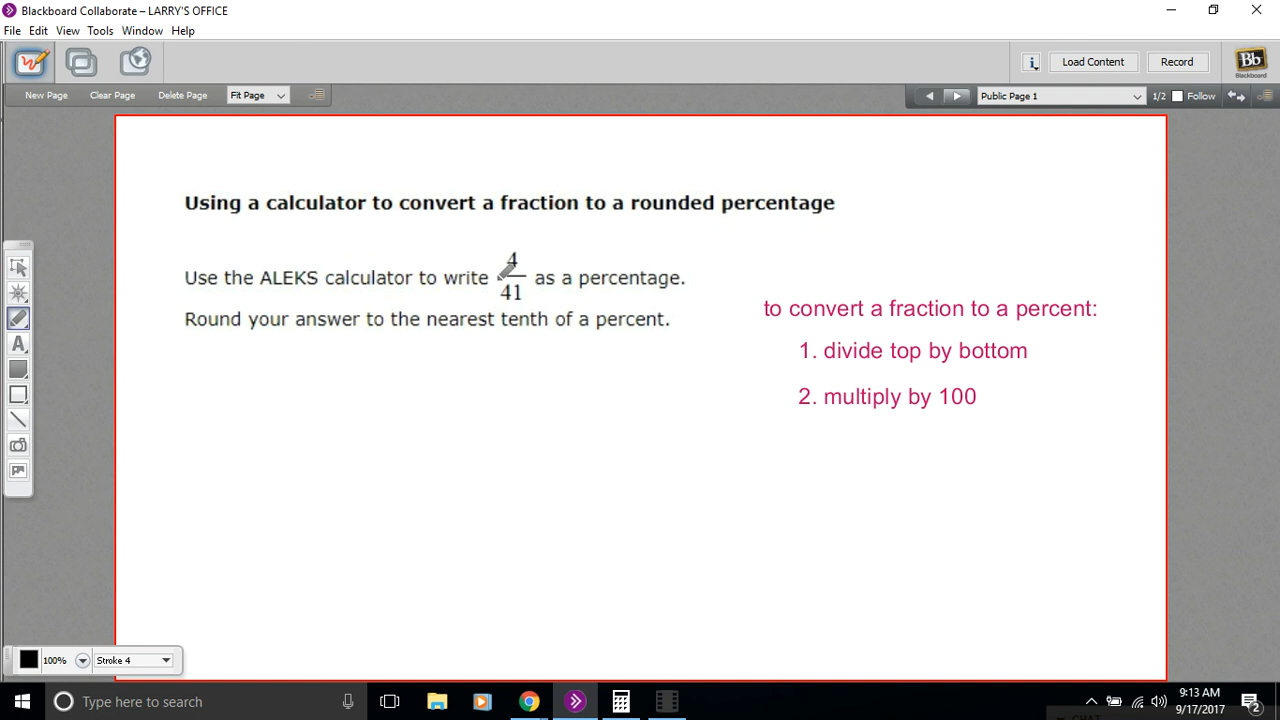 Blackboard Collaborate – LARRY'S OFFICE
File Edit View Tools Window Help
Load Content Record
Bb
Blackboard
New Page Clear Page Delete Page Fit Page
Public Page 1 1/2 Follow
Using a calculator to convert a fraction to a rounded percentage
Use the ALEKS calculator to write 4/41 as a percentage.
Round your answer to the nearest tenth of a percent.
to convert a fraction to a percent:
1. divide top by bottom
2. multiply by 100
A
100% Stroke 4
Type here to search
9:13 AM
9/17/2017
2
CHAT